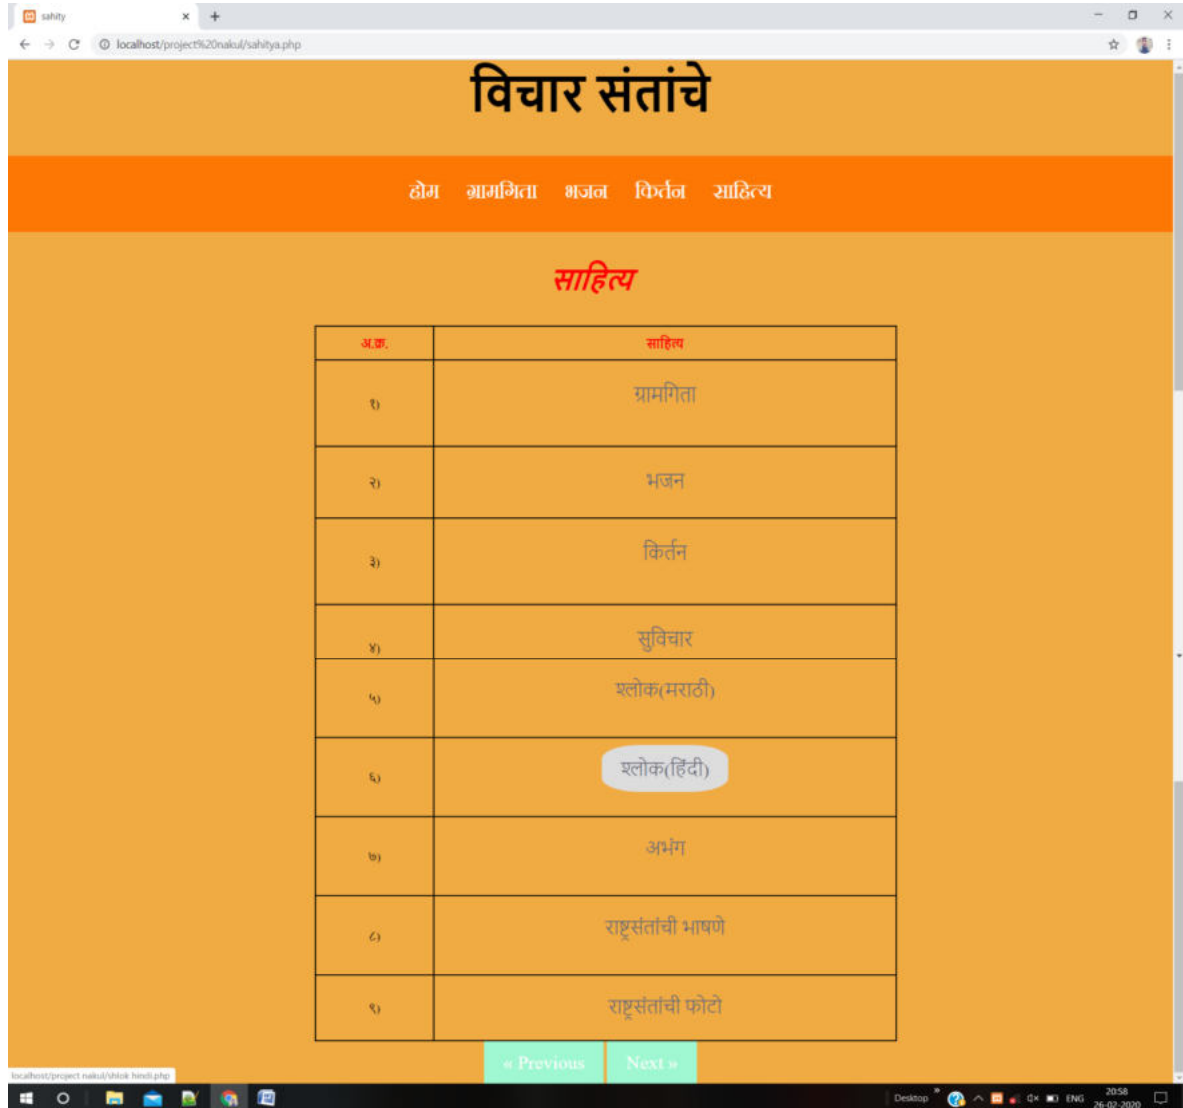 sahity
localhost/project%20nakul/sahitya.php
विचार संतांचे
होम ग्रामगिता भजन किर्तन साहित्य
साहित्य
अ.क्र. साहित्य
१) ग्रामगिता
२) भजन
३) किर्तन
४) सुविचार
५) श्लोक(मराठी)
६) श्लोक(हिंदी)
७) अभंग
८) राष्ट्रसंतांची भाषणे
९) राष्ट्रसंतांची फोटो
« Previous Next »
localhost/project nakul/shlok hindi.php
Desktop » ENG 20:58
26-02-2020